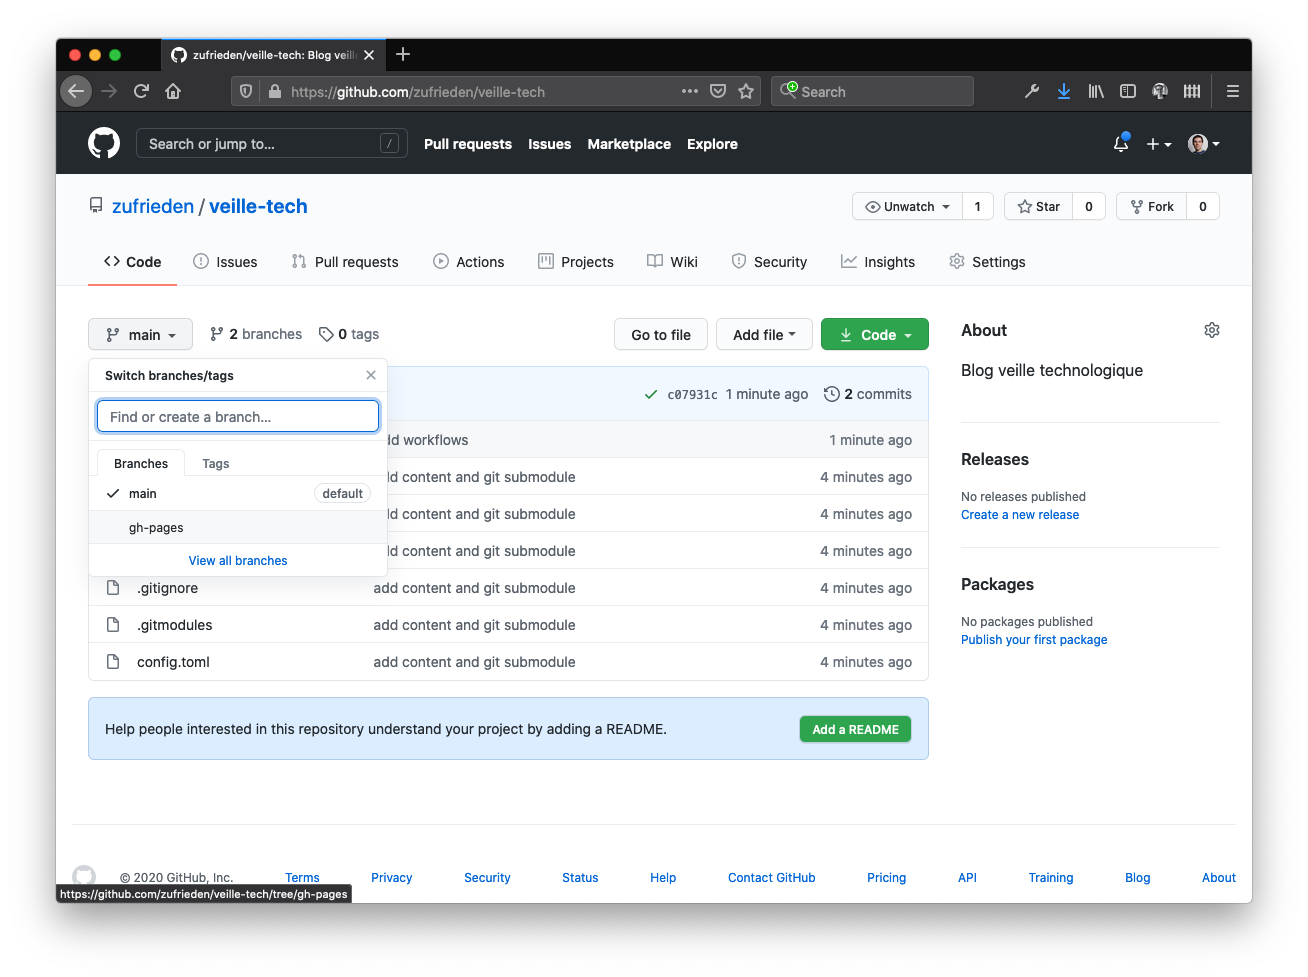 zufrieden/veille-tech: Blog veille
https://github.com/zufrieden/veille-tech
Search
Search or jump to...
/
Pull requests
Issues
Marketplace
Explore
zufrieden / veille-tech
Unwatch
1
Star
0
Fork
0
Code
Issues
Pull requests
Actions
Projects
Wiki
Security
Insights
Settings
main
2 branches
0 tags
Go to file
Add file
Code
Switch branches/tags
Find or create a branch...
Branches
Tags
main
default
gh-pages
View all branches
c07931c 1 minute ago
2 commits
dd workflows
1 minute ago
dd content and git submodule
4 minutes ago
dd content and git submodule
4 minutes ago
dd content and git submodule
4 minutes ago
.gitignore
add content and git submodule
4 minutes ago
.gitmodules
add content and git submodule
4 minutes ago
config.toml
add content and git submodule
4 minutes ago
Help people interested in this repository understand your project by adding a README.
Add a README
About
Blog veille technologique
Releases
No releases published
Create a new release
Packages
No packages published
Publish your first package
© 2020 GitHub, Inc.
Terms
Privacy
Security
Status
Help
Contact GitHub
Pricing
API
Training
Blog
About
https://github.com/zufrieden/veille-tech/tree/gh-pages